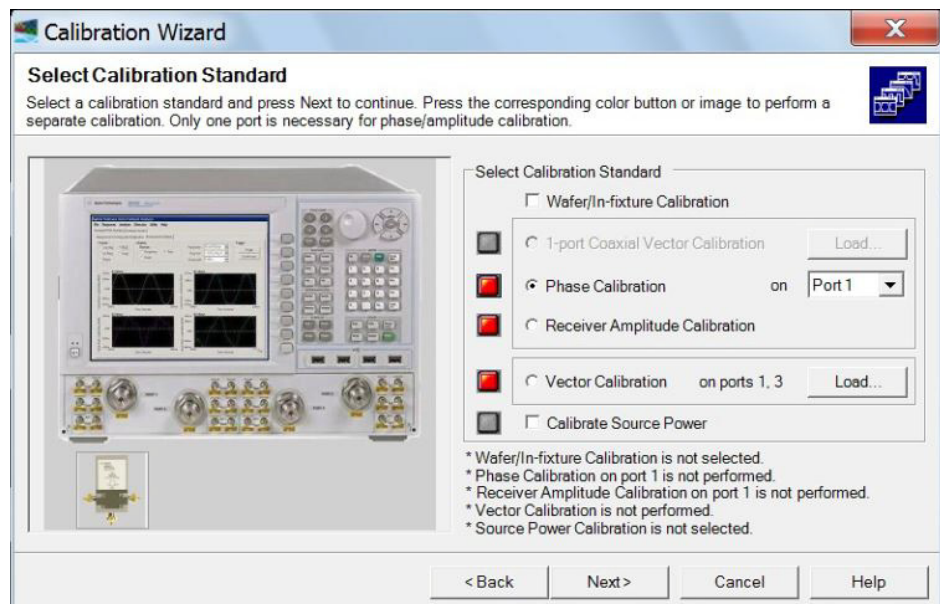 Calibration Wizard
Select Calibration Standard
Select a calibration standard and press Next to continue. Press the corresponding color button or image to perform a
separate calibration. Only one port is necessary for phase/amplitude calibration.
Select Calibration Standard
Wafer/In-fixture Calibration
1-port Coaxial Vector Calibration Load...
Phase Calibration on Port 1
Receiver Amplitude Calibration
Vector Calibration on ports 1, 3 Load...
Calibrate Source Power
* Wafer/In-fixture Calibration is not selected.
* Phase Calibration on port 1 is not performed.
* Receiver Amplitude Calibration on port 1 is not performed.
* Vector Calibration is not performed.
* Source Power Calibration is not selected.
< Back Next > Cancel Help